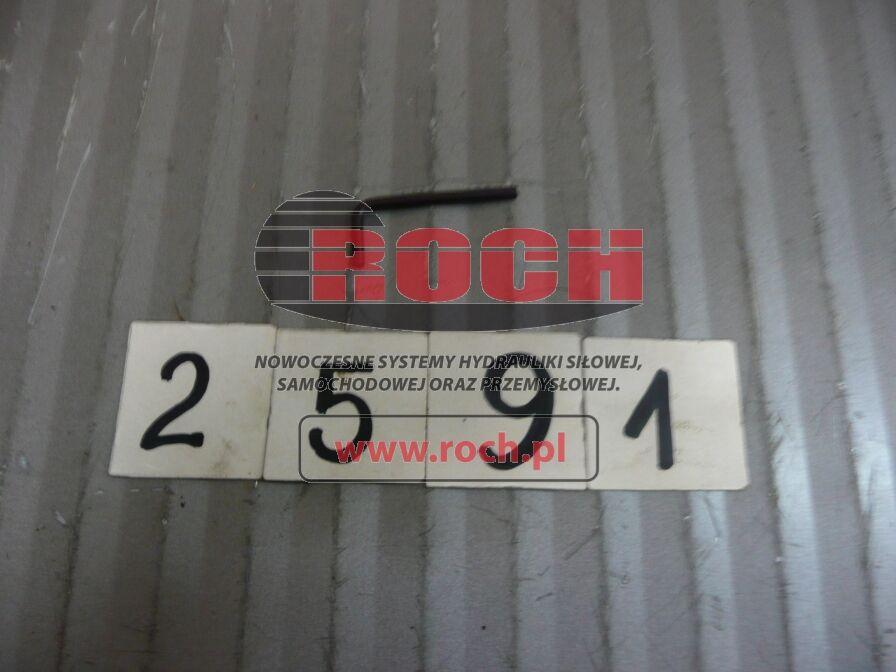 ROCH
NOWOCZESNE SYSTEMY HYDRAULIKI SIŁOWEJ,
SAMOCHODOWEJ ORAZ PRZEMYSŁOWEJ.
2 5 9 1
www.roch.pl